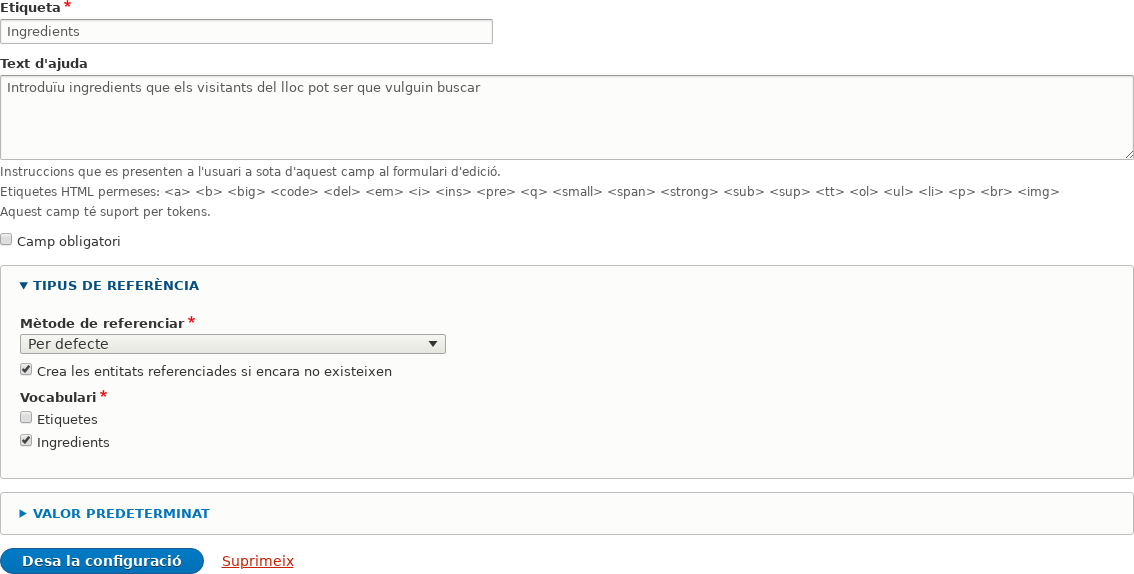 Etiqueta*
Ingredients
Text d'ajuda
Introduïu ingredients que els visitants del lloc pot ser que vulguin buscar
Instruccions que es presenten a l'usuari a sota d'aquest camp al formulari d'edició.
Etiquetes HTML permeses: <a> <b> <big> <code> <del> <em> <i> <ins> <pre> <q> <small> <span> <strong> <sub> <sup> <tt> <ol> <ul> <li> <p> <br> <img>
Aquest camp té suport per tokens.
Camp obligatori
TIPUS DE REFERÈNCIA
Mètode de referenciar*
Per defecte
Crea les entitats referenciades si encara no existeixen
Vocabulari*
Etiquetes
Ingredients
VALOR PREDETERMINAT
Desa la configuració Suprimeix